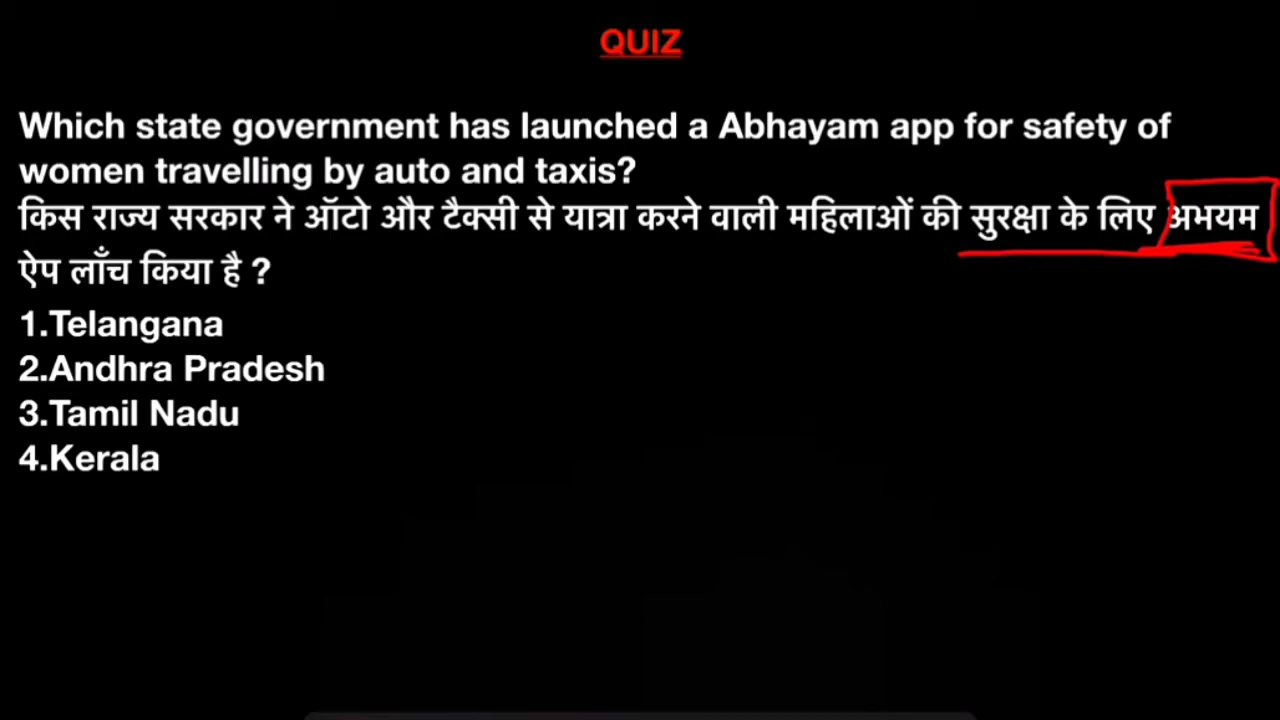 QUIZ
Which state government has launched a Abhayam app for safety of
women travelling by auto and taxis?
किस राज्य सरकार ने ऑटो और टैक्सी से यात्रा करने वाली महिलाओं की सुरक्षा के लिए अभयम
ऐप लाँच किया है ?
1.Telangana
2.Andhra Pradesh
3.Tamil Nadu
4.Kerala